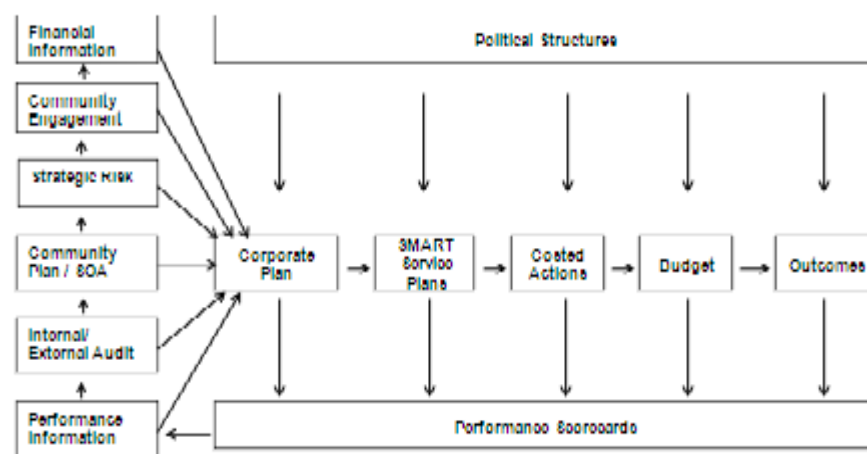 Financial
Information
Political Structures
Community
Engagement
Strategic Risk
Community
Plan / SOA
Corporate
Plan
SMART
Service
Plans
Costed
Actions
Budget
Outcomes
Internal/
External Audit
Performance
Information
Performance Scorecards